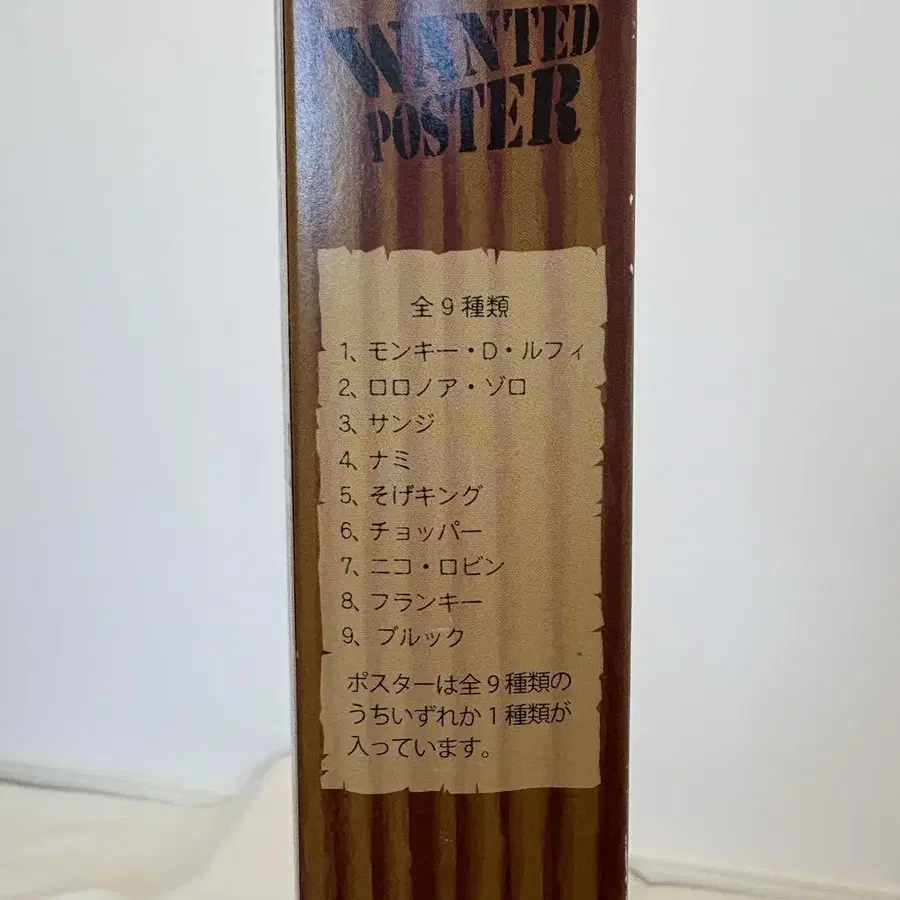 WANTED
POSTER
全9種類
1、モンキー・D・ルフィ
2、ロロノア・ゾロ
3、サンジ
4、ナミ
5、そげキング
6、チョッパー
7、ニコ・ロビン
8、フランキー
9、ブルック
ポスターは全9種類の
うちいずれか1種類が
入っています。